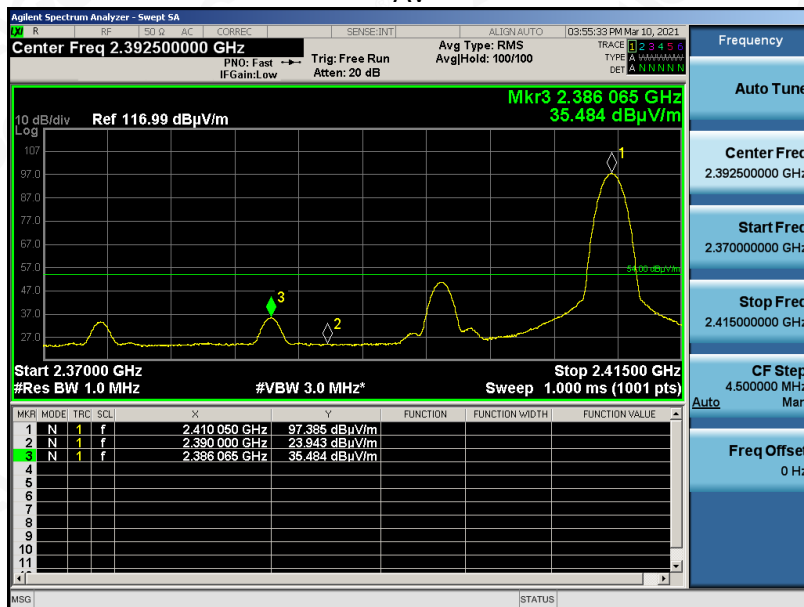 Agilent Spectrum Analyzer - Swept SA
LXI R RF 50 Ω AC CORREC SENSE:INT ALIGN AUTO 03:55:33 PM Mar 10, 2021
Center Freq 2.392500000 GHz
PNO: Fast
IFGain:Low
Trig: Free Run
Atten: 20 dB
Avg Type: RMS
Avg|Hold: 100/100
TRACE 1 2 3 4 5 6
TYPE A
DET A N N N N N
Mkr3 2.386 065 GHz
35.484 dBµV/m
10 dB/div Ref 116.99 dBµV/m
Log
107
97.0
87.0
77.0
67.0
57.0
47.0
37.0
27.0
1
54.00 dBµV/m
3
2
Start 2.37000 GHz Stop 2.41500 GHz
#Res BW 1.0 MHz #VBW 3.0 MHz* Sweep 1.000 ms (1001 pts)
MKR MODE TRC SCL X Y FUNCTION FUNCTION WIDTH FUNCTION VALUE
1 N 1 f 2.410 050 GHz 97.385 dBµV/m
2 N 1 f 2.390 000 GHz 23.943 dBµV/m
3 N 1 f 2.386 065 GHz 35.484 dBµV/m
4
5
6
7
8
9
10
11
MSG STATUS
Frequency
Auto Tune
Center Freq
2.392500000 GHz
Start Freq
2.370000000 GHz
Stop Freq
2.415000000 GHz
CF Step
4.500000 MHz
Auto Man
Freq Offset
0 Hz